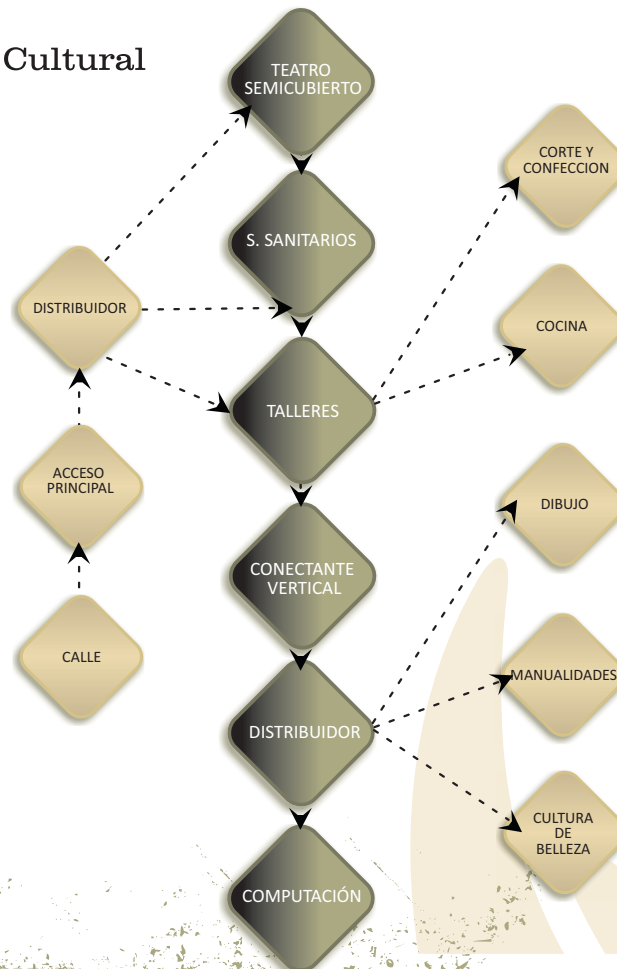 Cultural
TEATRO
SEMICUBIERTO
CORTE Y
CONFECCION
S. SANITARIOS
DISTRIBUIDOR
COCINA
TALLERES
ACCESO
PRINCIPAL
DIBUJO
CONECTANTE
VERTICAL
CALLE
MANUALIDADES
DISTRIBUIDOR
CULTURA
DE
BELLEZA
COMPUTACIÓN